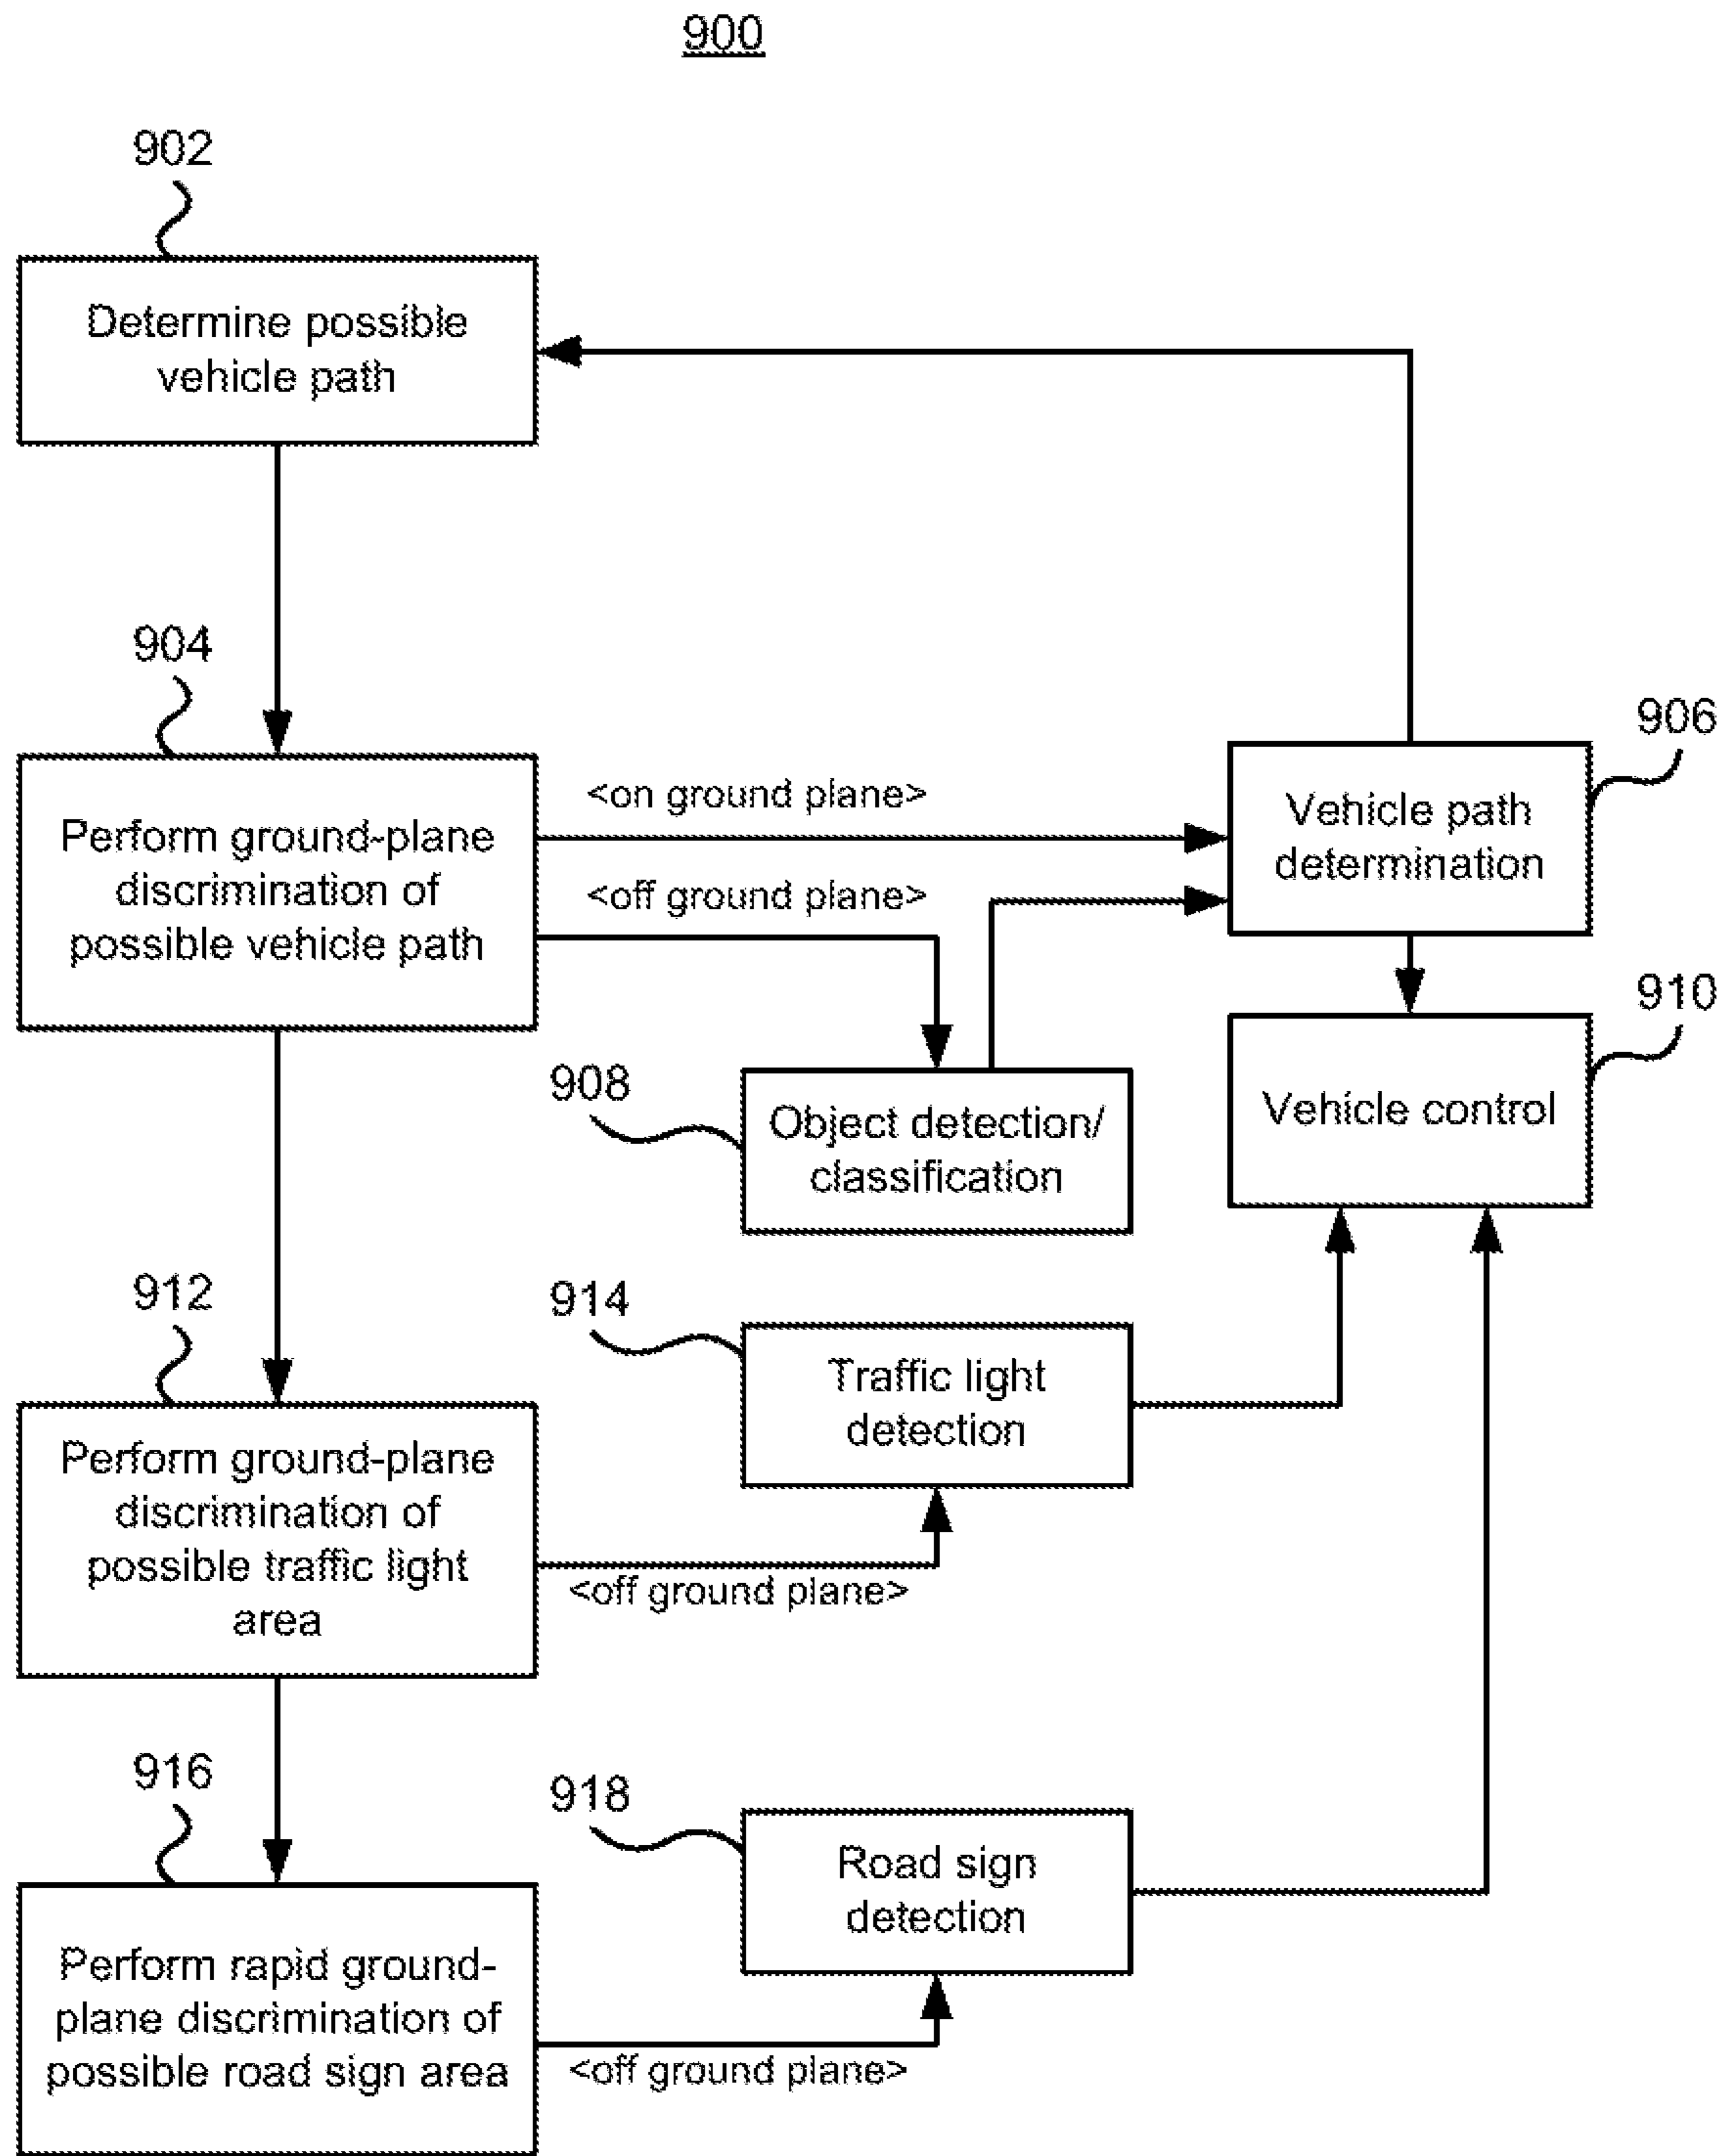 900
902
Determine possible
vehicle path
904
Perform ground-plane
discrimination of
possible vehicle path
<on ground plane>
<off ground plane>
906
Vehicle path
determination
910
Vehicle control
908
Object detection/
classification
912
Perform ground-plane
discrimination of
possible traffic light
area
<off ground plane>
914
Traffic light
detection
916
Perform rapid ground-
plane discrimination of
possible road sign area
<off ground plane>
918
Road sign
detection